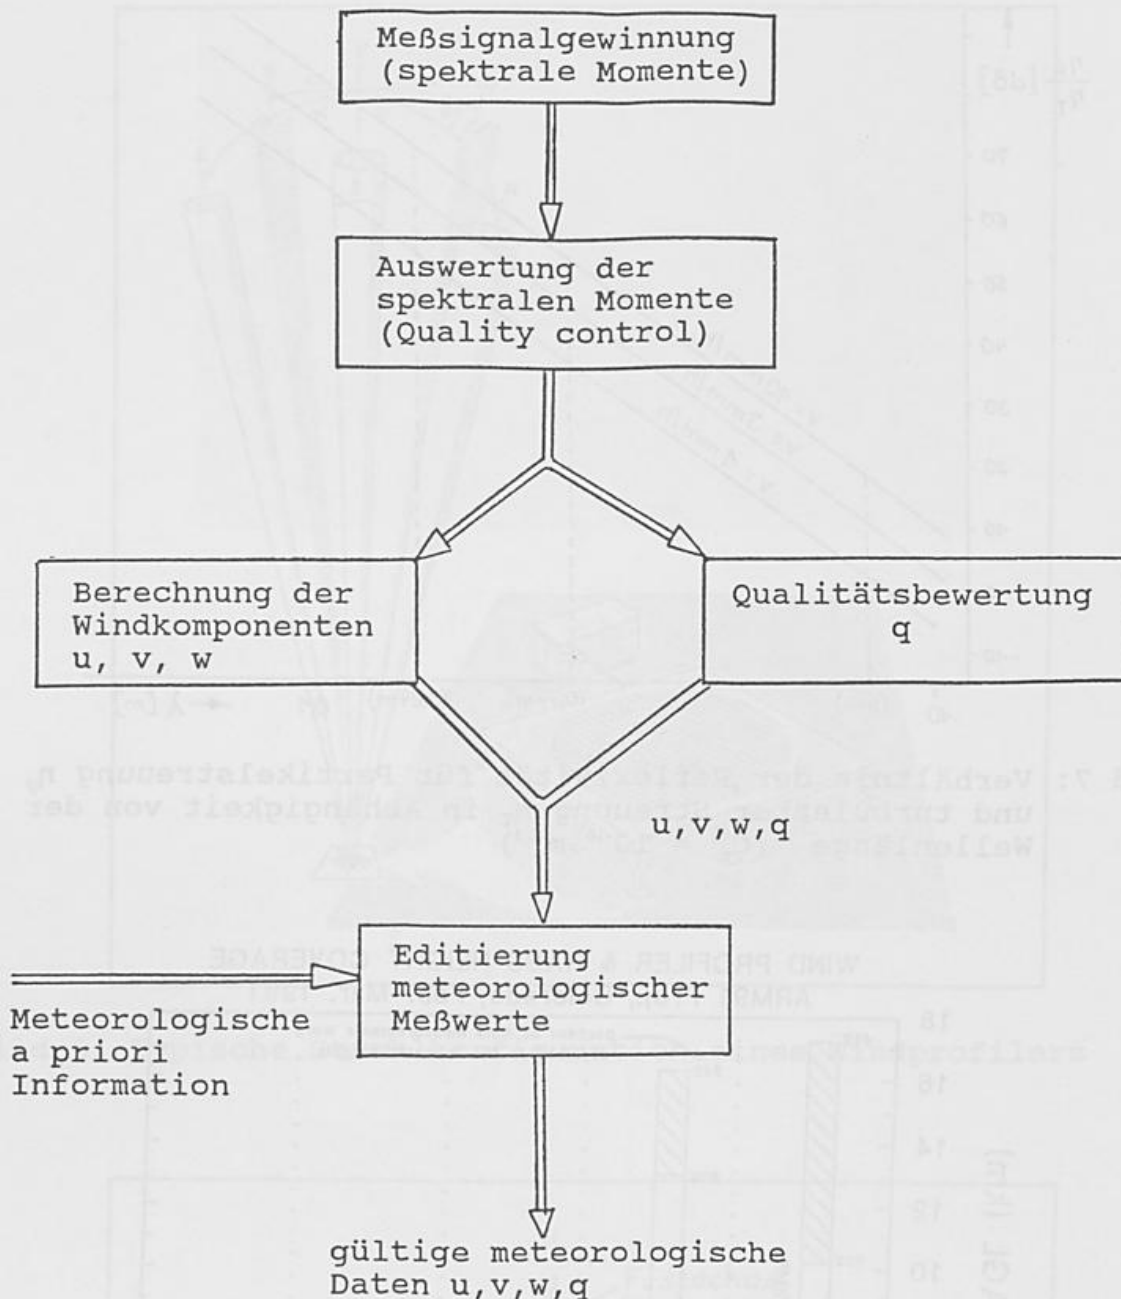 Meßsignalgewinnung
(spektrale Momente)
Auswertung der
spektralen Momente
(Quality control)
Berechnung der
Windkomponenten
u, v, w
Qualitätsbewertung
q
u,v,w,q
Editierung
meteorologischer
Meßwerte
Meteorologische
a priori
Information
gültige meteorologische
Daten u,v,w,q